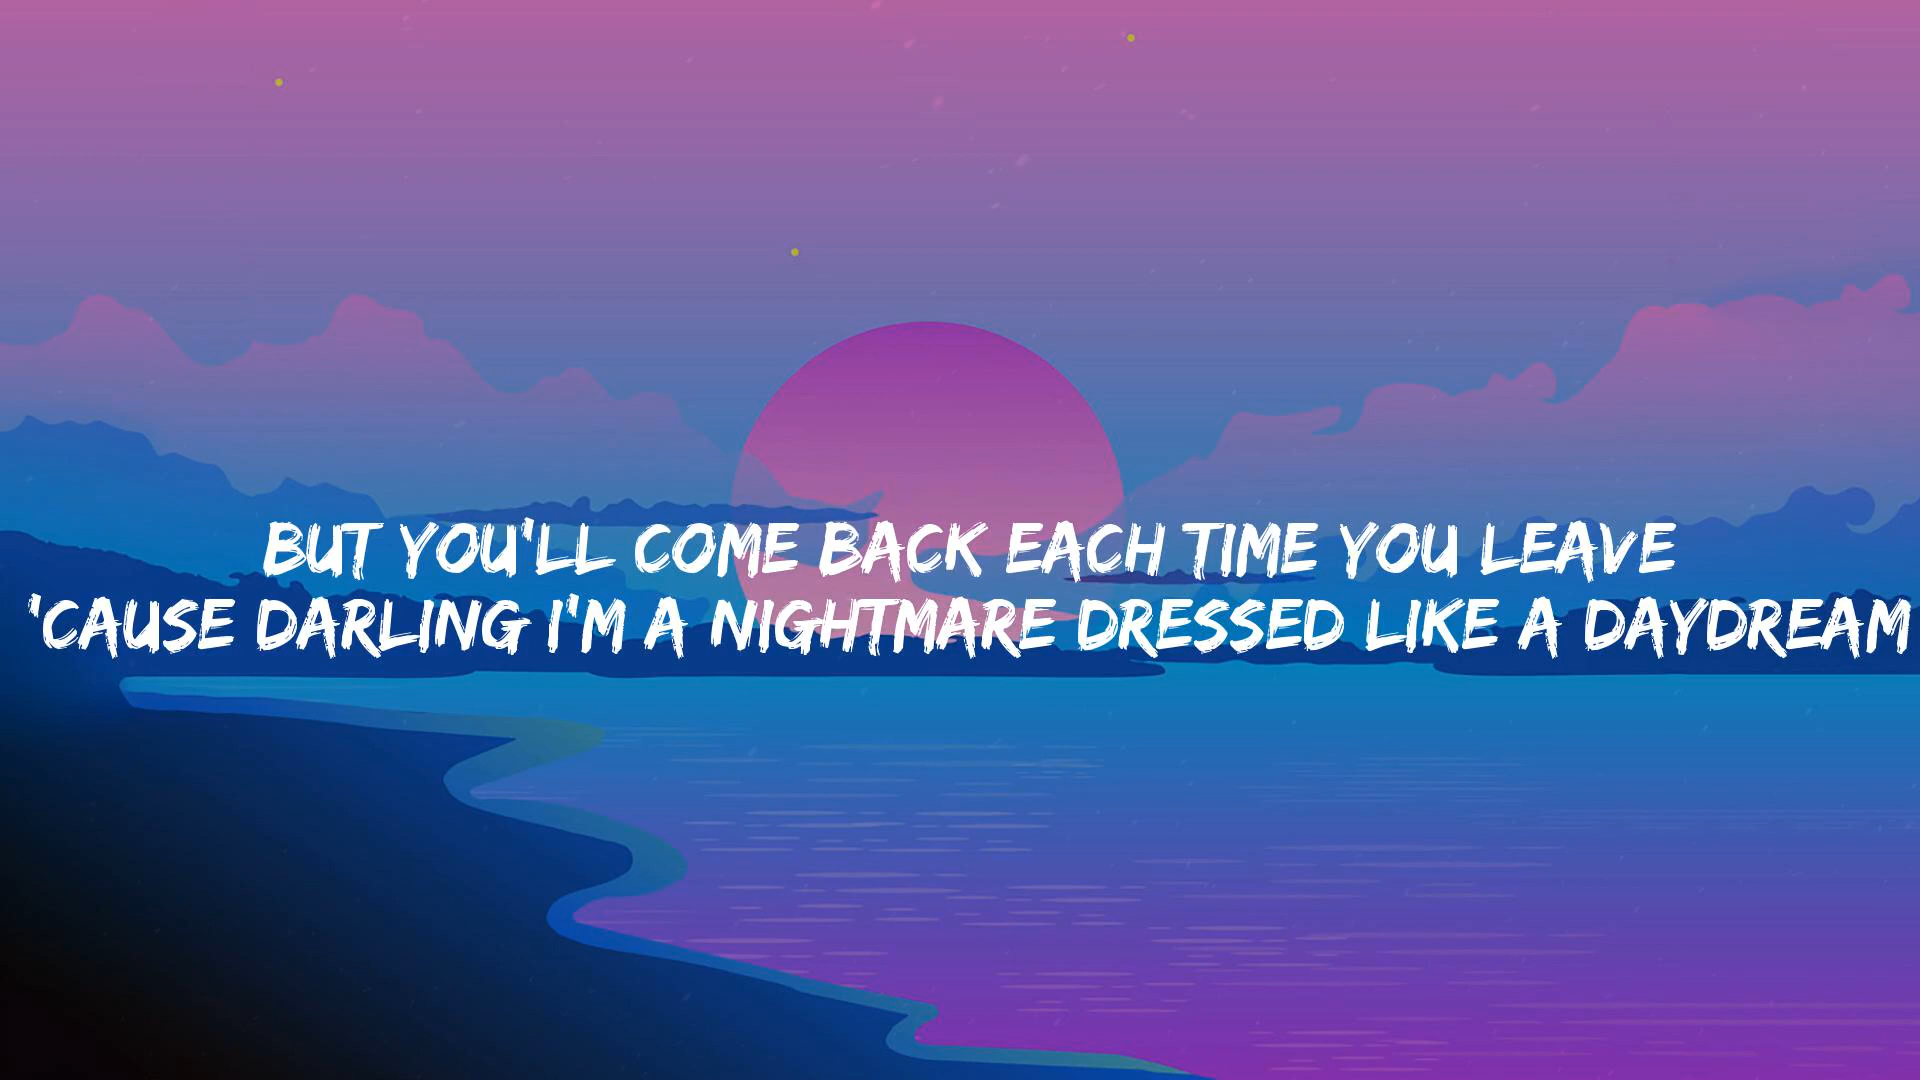 BUT YOU'LL COME BACK EACH TIME YOU LEAVE
'CAUSE DARLING I'M A NIGHTMARE DRESSED LIKE A DAYDREAM